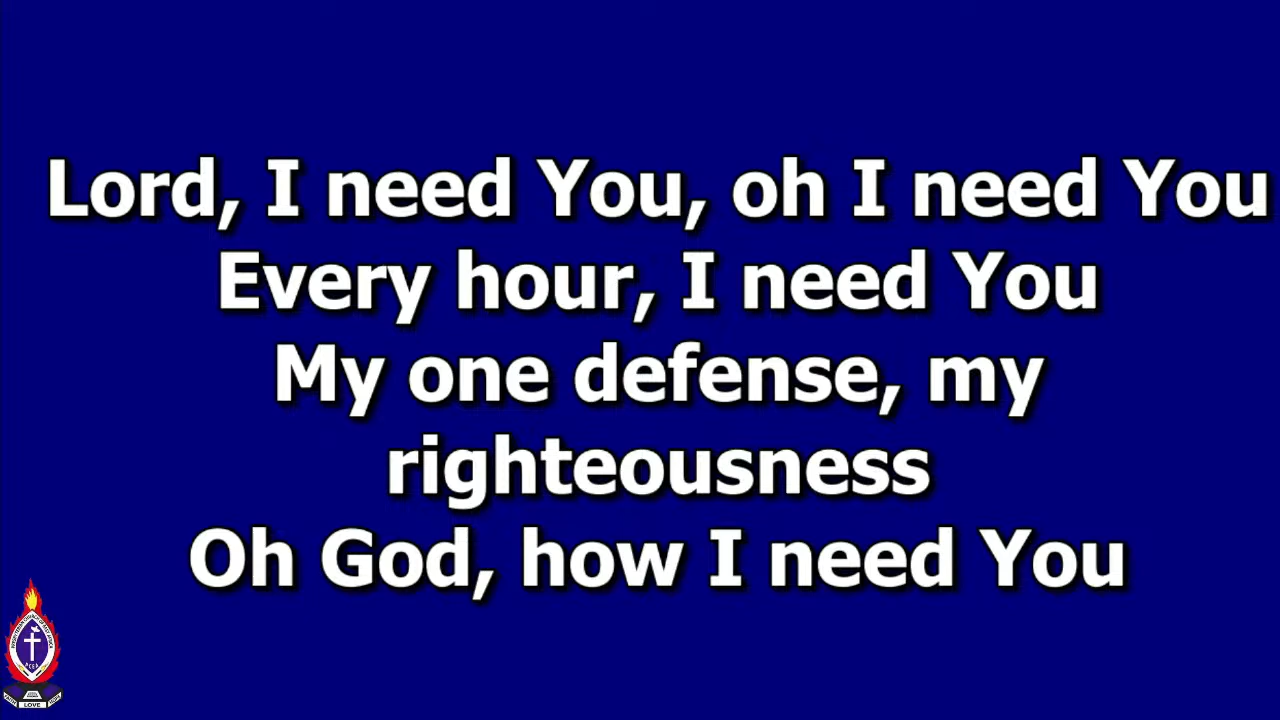 Lord, I need You, oh I need You
Every hour, I need You
My one defense, my
righteousness
Oh God, how I need You
LOVE